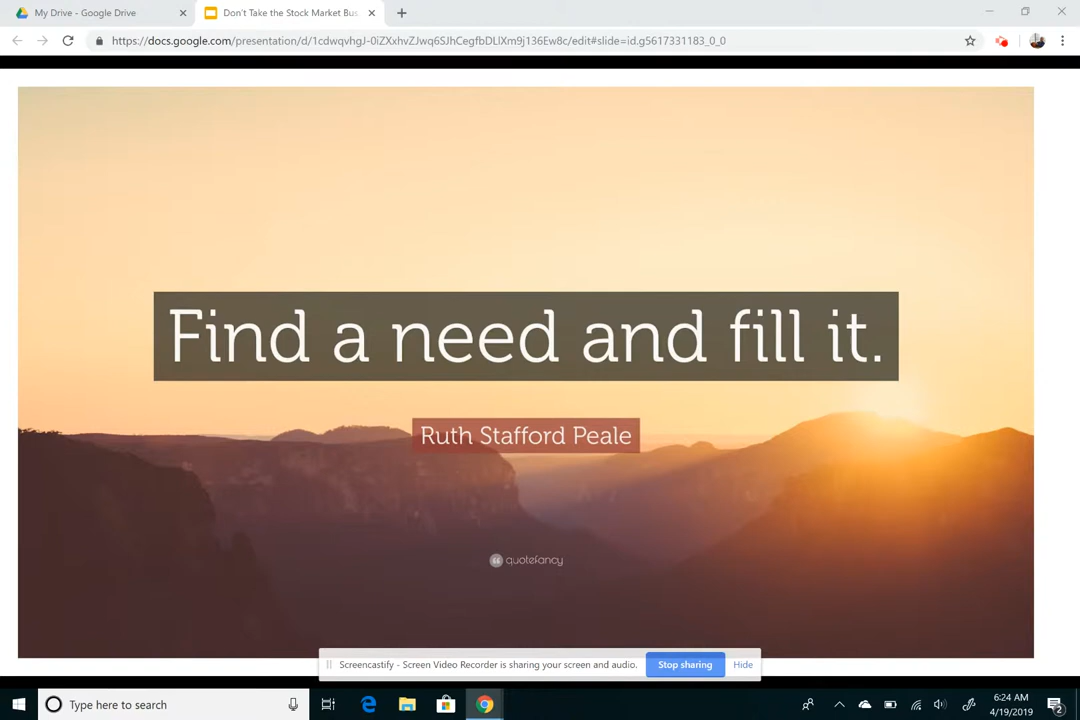 My Drive - Google Drive
Don't Take the Stock Market Bus
https://docs.google.com/presentation/d/1cdwqvhgJ-0iZXxhvZJwq6SJhCegfbDLlXm9j136Ew8c/edit#slide=id.g5617331183_0_0
Find a need and fill it.
Ruth Stafford Peale
quotefancy
Screencastify - Screen Video Recorder is sharing your screen and audio.
Stop sharing
Hide
Type here to search
6:24 AM
4/19/2019
2